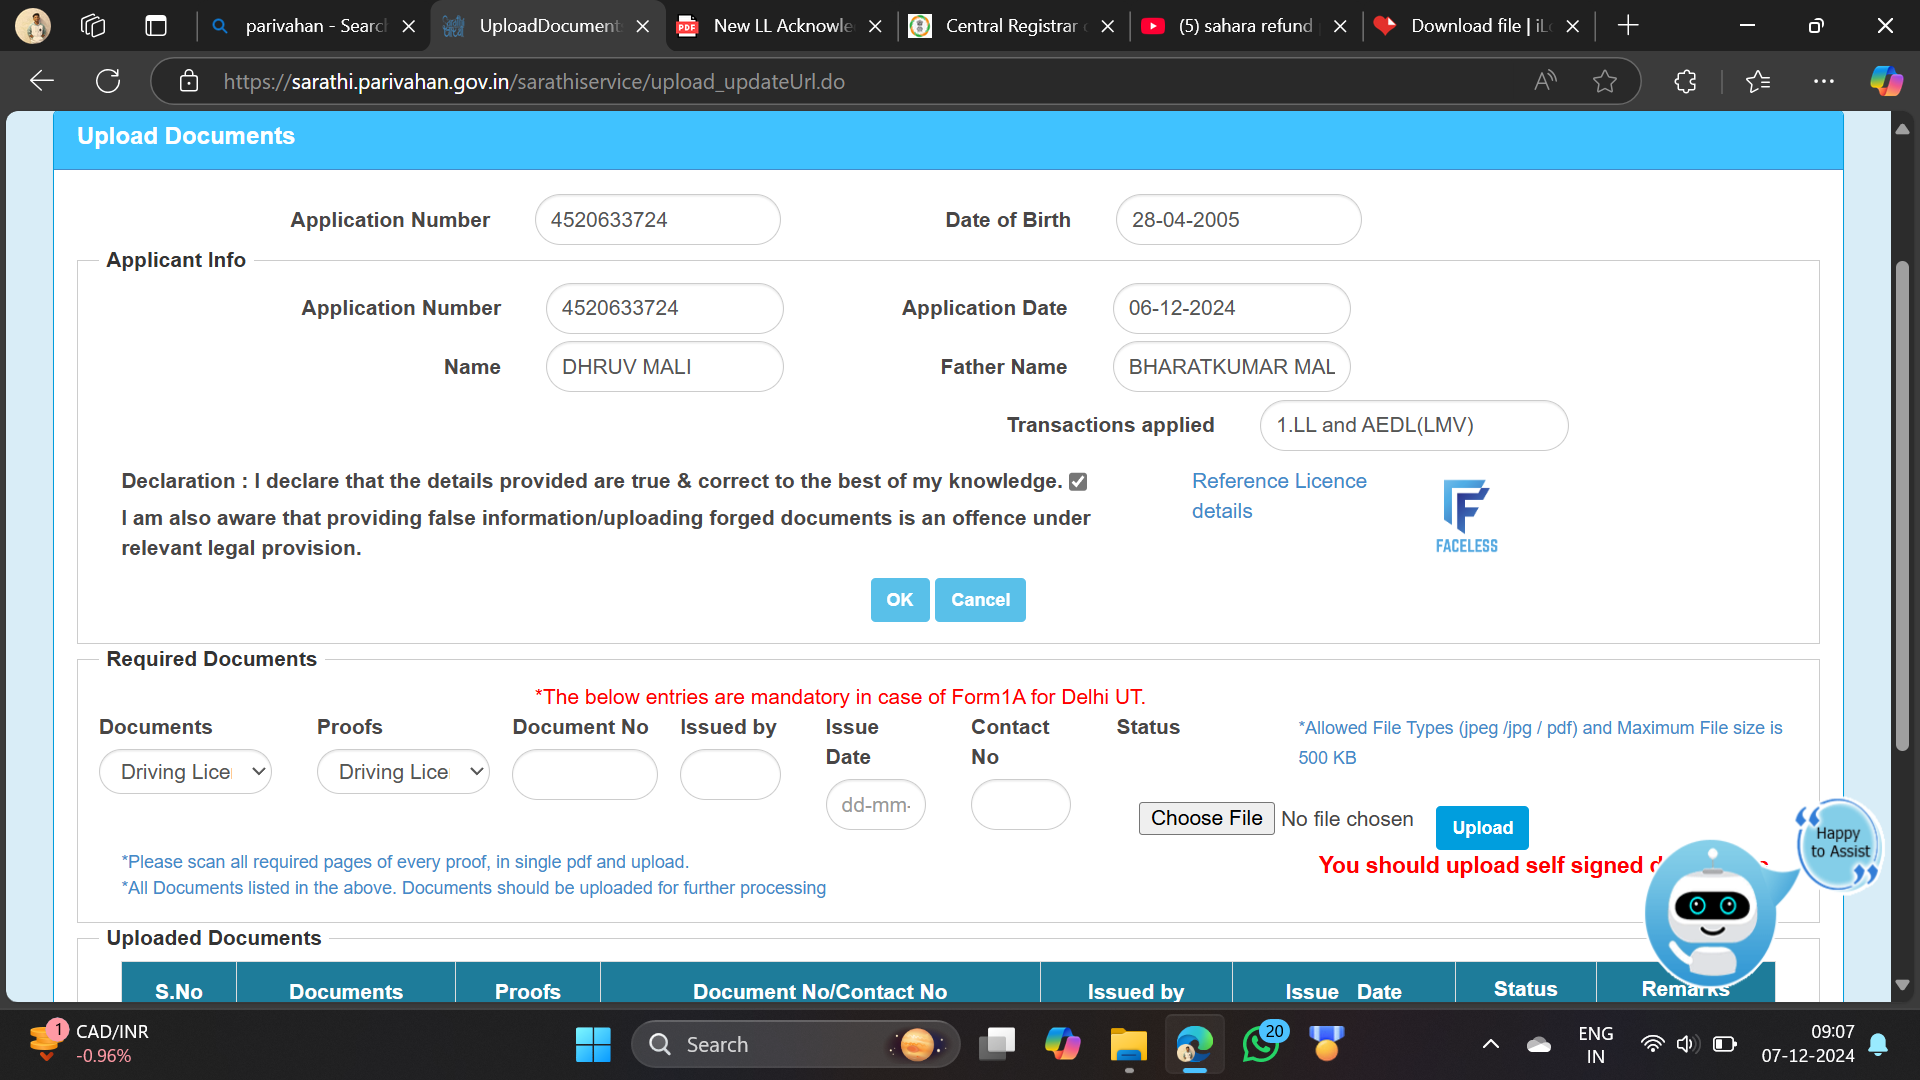 parivahan - Searc
UploadDocument
New LL Acknowle
Central Registrar
(5) sahara refund
Download file | iL
https://sarathi.parivahan.gov.in/sarathiservice/upload_updateUrl.do
Upload Documents
Application Number 4520633724 Date of Birth 28-04-2005
Applicant Info
Application Number 4520633724 Application Date 06-12-2024
Name DHRUV MALI Father Name BHARATKUMAR MAL
Transactions applied 1.LL and AEDL(LMV)
Declaration : I declare that the details provided are true & correct to the best of my knowledge.
I am also aware that providing false information/uploading forged documents is an offence under
relevant legal provision.
Reference Licence
details
FACELESS
OK Cancel
Required Documents
*The below entries are mandatory in case of Form1A for Delhi UT.
Documents Proofs Document No Issued by Issue
Date Contact
No Status *Allowed File Types (jpeg /jpg / pdf) and Maximum File size is
500 KB
Driving Lice Driving Lice dd-mm-
Choose File No file chosen Upload
*Please scan all required pages of every proof, in single pdf and upload.
*All Documents listed in the above. Documents should be uploaded for further processing
You should upload self signed
Happy
to Assist
Uploaded Documents
S.No Documents Proofs Document No/Contact No Issued by Issue Date Status Remarks
1 CAD/INR
-0.96%
Search
20
ENG
IN
09:07
07-12-2024